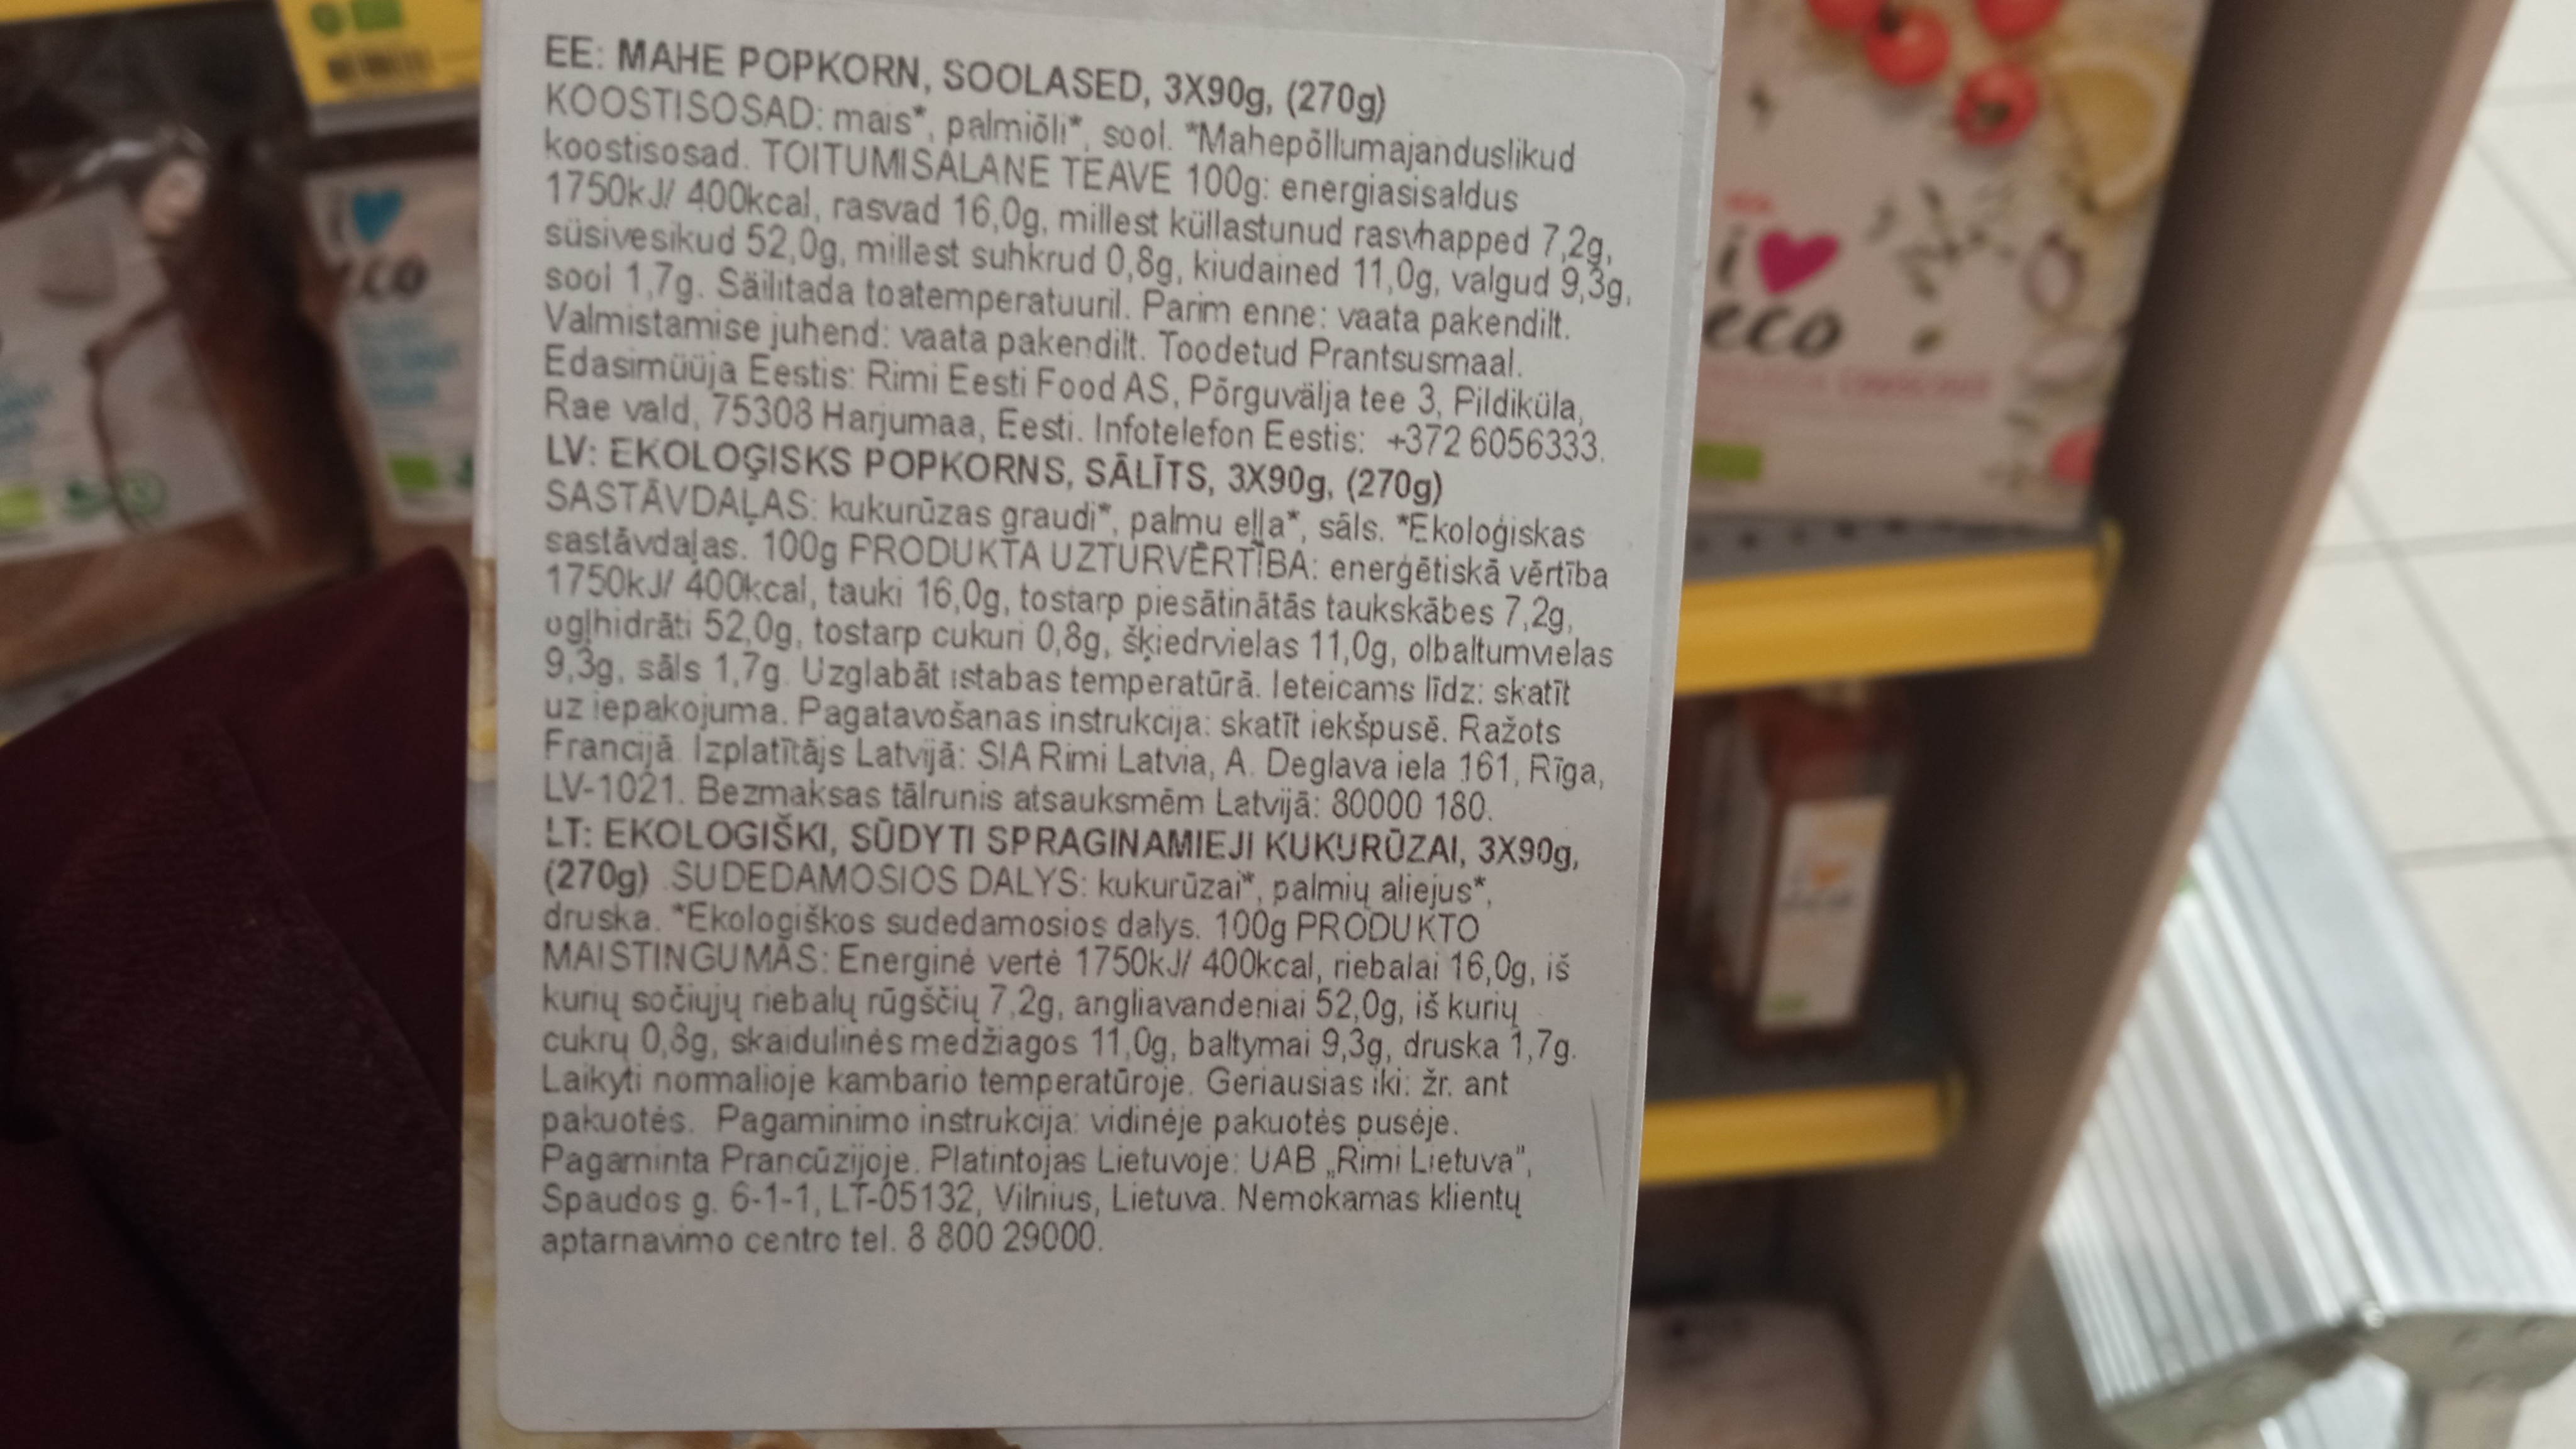 EE: MAHE POPKORN, SOOLASED, 3X90g, (270g)
KOOSTISOSAD: mais*, palmiõli*, sool. *Mahepõllumajanduslikud
koostisosad. TOITUMISALANE TEAVE 100g: energiasisaldus
1750kJ/ 400kcal, rasvad 16,0g, millest küllastunud rasvhapped 7,2g,
süsivesikud 52,0g, millest suhkrud 0,8g, kiudained 11,0g, valgud 9,3g,
sool 1,7g. Säilitada toatemperatuuril. Parim enne: vaata pakendilt.
Valmistamise juhend: vaata pakendilt. Toodetud Prantsusmaal.
Edasimüüja Eestis: Rimi Eesti Food AS, Põrguvälja tee 3, Pildiküla,
Rae vald, 75308 Harjumaa, Eesti. Infotelefon Eestis: +372 6056333.
LV: EKOLOĢISKS POPKORNS, SĀLĪTS, 3X90g, (270g)
SASTĀVDAĻAS: kukurūzas graudi*, palmu eļļa*, sāls. *Ekoloģiskas
sastāvdaļas. 100g PRODUKTA UZTURVĒRTĪBA: enerģētiskā vērtība
1750kJ/ 400kcal, tauki 16,0g, tostarp piesātinātās taukskābes 7,2g,
ogļhidrāti 52,0g, tostarp cukuri 0,8g, šķiedrvielas 11,0g, olbaltumvielas
9,3g, sāls 1,7g. Uzglabāt istabas temperatūrā. Ieteicams līdz: skatīt
uz iepakojuma. Pagatavošanas instrukcija: skatīt iekšpusē. Ražots
Francijā. Izplatītājs Latvijā: SIA Rimi Latvia, A. Deglava iela 161, Rīga,
LV-1021. Bezmaksas tālrunis atsauksmēm Latvijā: 80000 180.
LT: EKOLOGIŠKI, SŪDYTI SPRAGINAMIEJI KUKURŪZAI, 3X90g,
(270g) SUDEDAMOSIOS DALYS: kukurūzai*, palmių aliejus*,
druska. *Ekologiškos sudedamosios dalys. 100g PRODUKTO
MAISTINGUMAS: Energinė vertė 1750kJ/ 400kcal, riebalai 16,0g, iš
kurių sočiųjų riebalų rūgščių 7,2g, angliavandeniai 52,0g, iš kurių
cukrų 0,8g, skaidulinės medžiagos 11,0g, baltymai 9,3g, druska 1,7g.
Laikyti normalioje kambario temperatūroje. Geriausias iki: žr. ant
pakuotės. Pagaminimo instrukcija: vidinėje pakuotės pusėje.
Pagaminta Prancūzijoje. Platintojas Lietuvoje: UAB „Rimi Lietuva",
Spaudos g. 6-1-1, LT-05132, Vilnius, Lietuva. Nemokamas klientų
aptarnavimo centro tel. 8 800 29000.
i
eco
i
eco